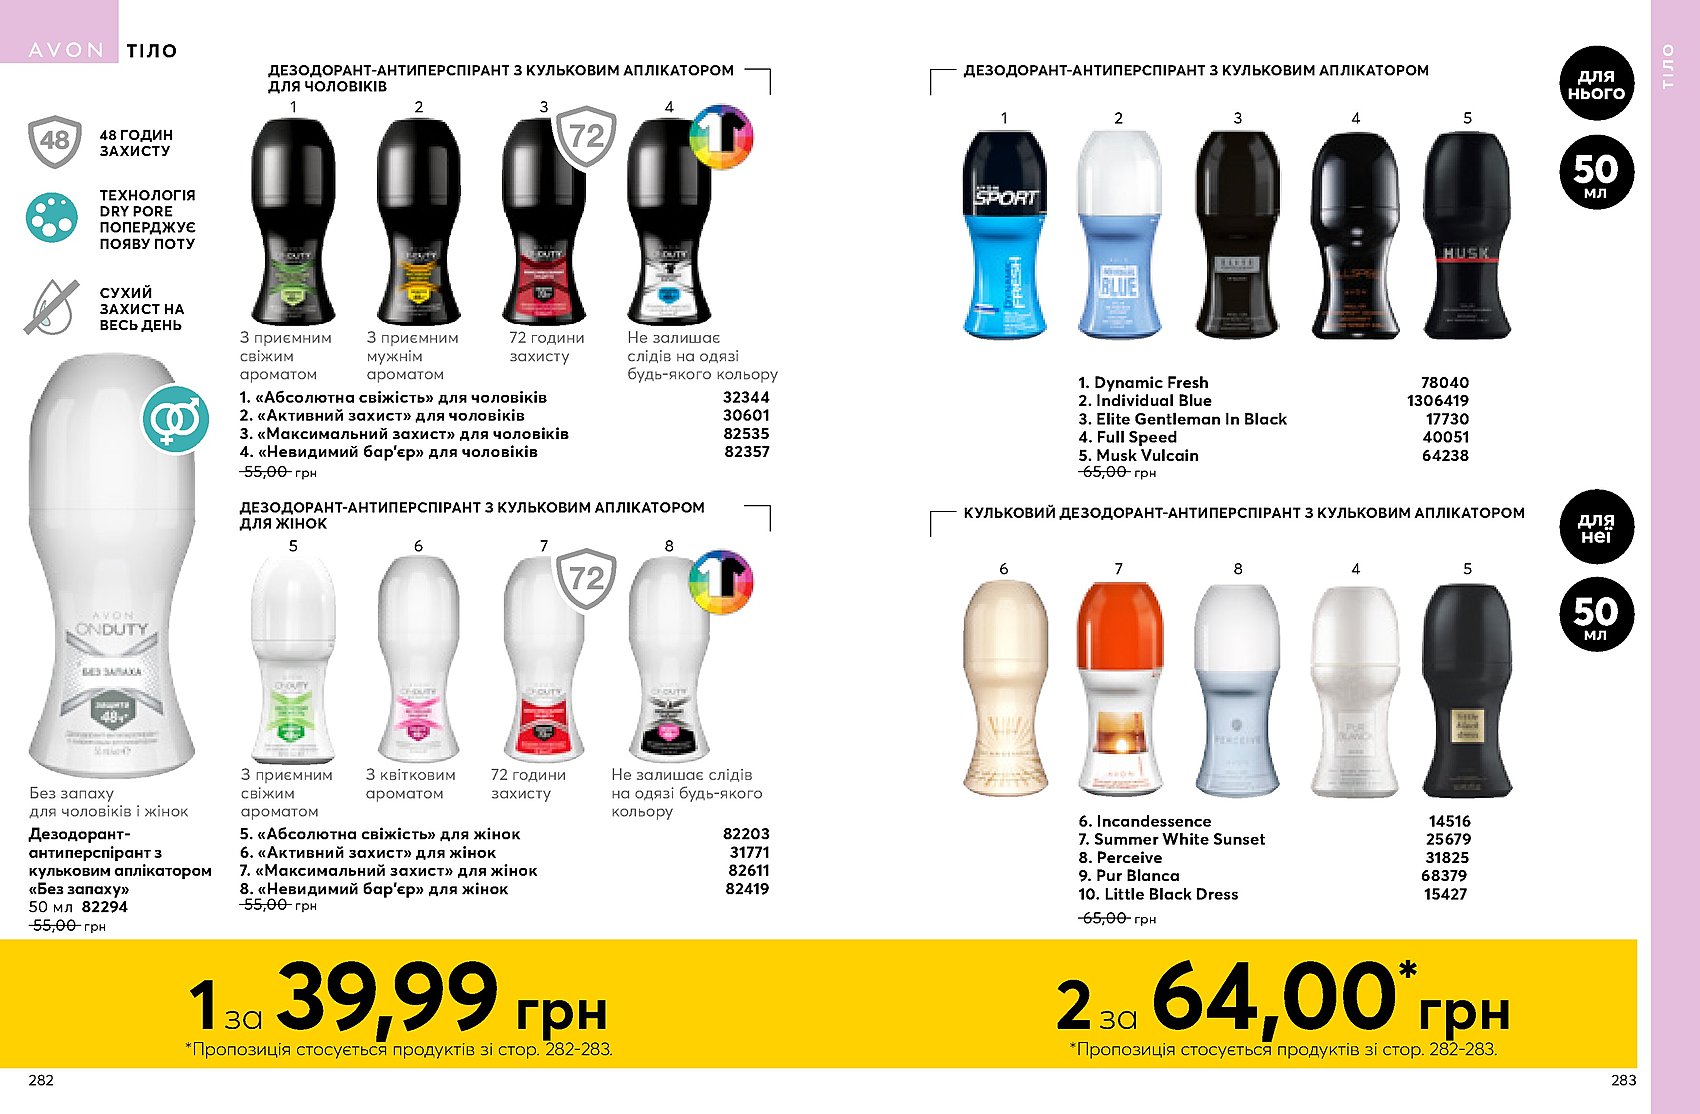 AVON ТІЛО
48
48 ГОДИН
ЗАХИСТУ
ТЕХНОЛОГІЯ
DRY PORE
ПОПЕРДЖУЄ
ПОЯВУ ПОТУ
СУХИЙ
ЗАХИСТ НА
ВЕСЬ ДЕНЬ
AVON
ONDUTY
БЕЗ ЗАПАХА
защита
48ч*
Без запаху
для чоловіків і жінок
Дезодорант-
антиперспірант з
кульковим аплікатором
«Без запаху»
50 мл 82294
55,00 грн
ДЕЗОДОРАНТ-АНТИПЕРСПІРАНТ З КУЛЬКОВИМ АПЛІКАТОРОМ
ДЛЯ ЧОЛОВІКІВ
1 2 3 4
72
З приємним
свіжим
ароматом
З приємним
мужнім
ароматом
72 години
захисту
Не залишає
слідів на одязі
будь-якого кольору
1. «Абсолютна свіжість» для чоловіків 32344
2. «Активний захист» для чоловіків 30601
3. «Максимальний захист» для чоловіків 82535
4. «Невидимий бар'єр» для чоловіків 82357
55,00 грн
ДЕЗОДОРАНТ-АНТИПЕРСПІРАНТ З КУЛЬКОВИМ АПЛІКАТОРОМ
ДЛЯ ЖІНОК
5 6 7 8
72
З приємним
свіжим
ароматом
З квітковим
ароматом
72 години
захисту
Не залишає слідів
на одязі будь-якого
кольору
5. «Абсолютна свіжість» для жінок 82203
6. «Активний захист» для жінок 31771
7. «Максимальний захист» для жінок 82611
8. «Невидимий бар'єр» для жінок 82419
55,00 грн
1 за 39,99 грн
*Пропозиція стосується продуктів зі стор. 282-283.
282
ДЕЗОДОРАНТ-АНТИПЕРСПІРАНТ З КУЛЬКОВИМ АПЛІКАТОРОМ
ДЛЯ
НЬОГО
50
МЛ
1 2 3 4 5
SPORT
DYNAMIC
FRESH
BLUE
MUSK
1. Dynamic Fresh 78040
2. Individual Blue 1306419
3. Elite Gentleman In Black 17730
4. Full Speed 40051
5. Musk Vulcain 64238
65,00 грн
КУЛЬКОВИЙ ДЕЗОДОРАНТ-АНТИПЕРСПІРАНТ З КУЛЬКОВИМ АПЛІКАТОРОМ
ДЛЯ
неї
50
МЛ
6 7 8 4 5
AVON
PERCEIVE
PUR
BLANCA
little
black
dress
6. Incandessence 14516
7. Summer White Sunset 25679
8. Perceive 31825
9. Pur Blanca 68379
10. Little Black Dress 15427
65,00 грн
2 за 64,00* грн
*Пропозиція стосується продуктів зі стор. 282-283.
283
ТІЛО